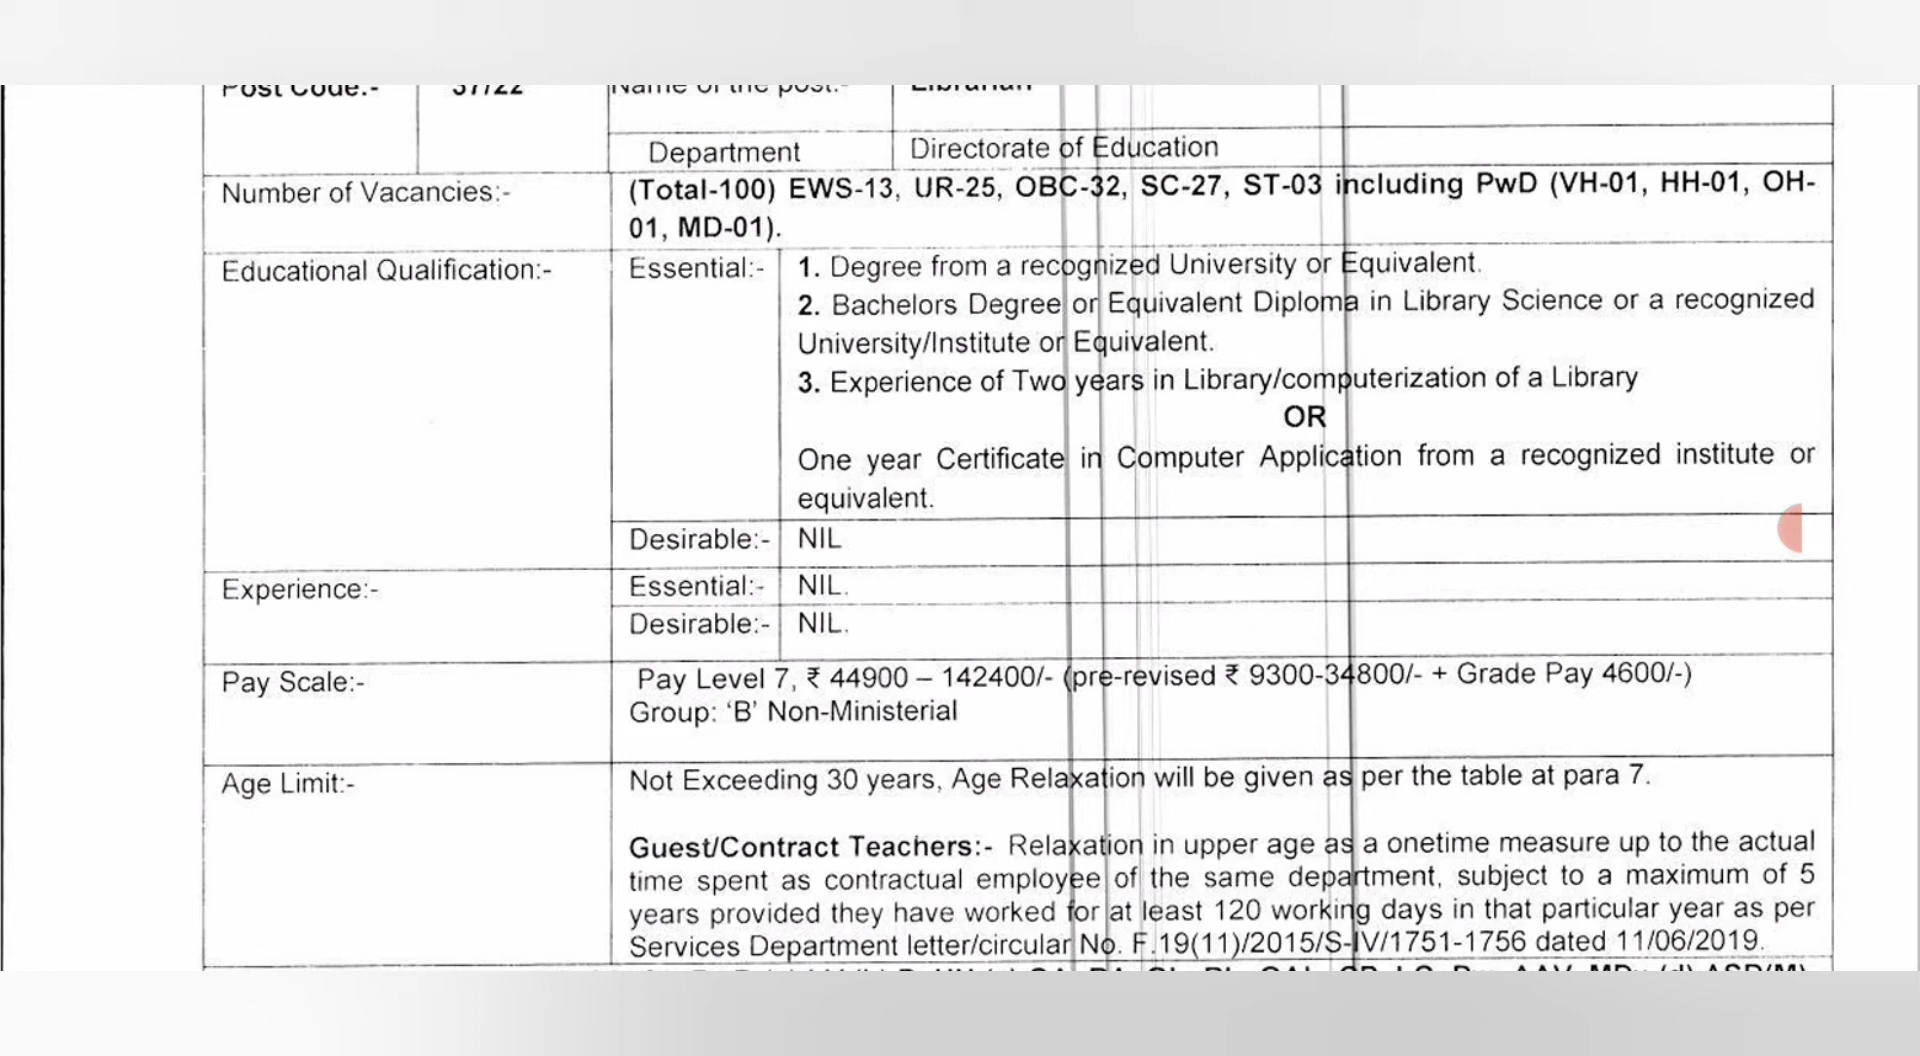 Post Code:- 37/22 Name of the post:- Librarian
Department Directorate of Education
Number of Vacancies:- (Total-100) EWS-13, UR-25, OBC-32, SC-27, ST-03 including PwD (VH-01, HH-01, OH-
01, MD-01).
Educational Qualification:- Essential:- 1. Degree from a recognized University or Equivalent.
2. Bachelors Degree or Equivalent Diploma in Library Science or a recognized
University/Institute or Equivalent.
3. Experience of Two years in Library/computerization of a Library
OR
One year Certificate in Computer Application from a recognized institute or
equivalent.
Desirable:- NIL
Experience:- Essential:- NIL.
Desirable:- NIL.
Pay Scale:- Pay Level 7, ₹ 44900 – 142400/- (pre-revised ₹ 9300-34800/- + Grade Pay 4600/-)
Group: ‘B’ Non-Ministerial
Age Limit:- Not Exceeding 30 years, Age Relaxation will be given as per the table at para 7.
Guest/Contract Teachers:- Relaxation in upper age as a onetime measure up to the actual
time spent as contractual employee of the same department, subject to a maximum of 5
years provided they have worked for at least 120 working days in that particular year as per
Services Department letter/circular No. F.19(11)/2015/S-IV/1751-1756 dated 11/06/2019.